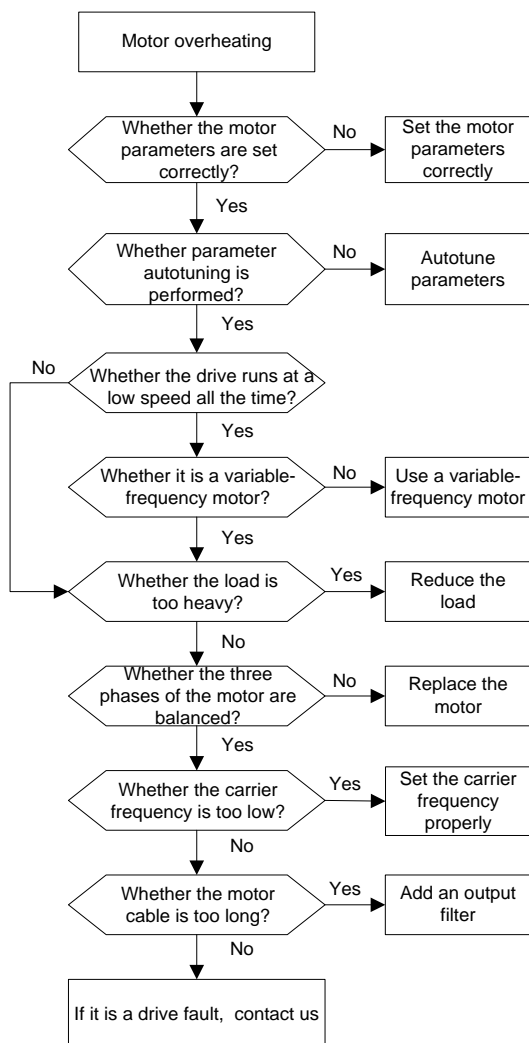 Motor overheating
Whether the motor
parameters are set
correctly?
No
Set the motor
parameters
correctly
Yes
Whether parameter
autotuning is
performed?
No
Autotune
parameters
Yes
No
Whether the drive runs at a
low speed all the time?
Yes
Whether it is a variable-
frequency motor?
No
Use a variable-
frequency motor
Yes
Whether the load is
too heavy?
Yes
Reduce the
load
No
Whether the three
phases of the motor are
balanced?
No
Replace the
motor
Yes
Whether the carrier
frequency is too low?
Yes
Set the carrier
frequency
properly
No
Whether the motor
cable is too long?
Yes
Add an output
filter
No
If it is a drive fault, contact us